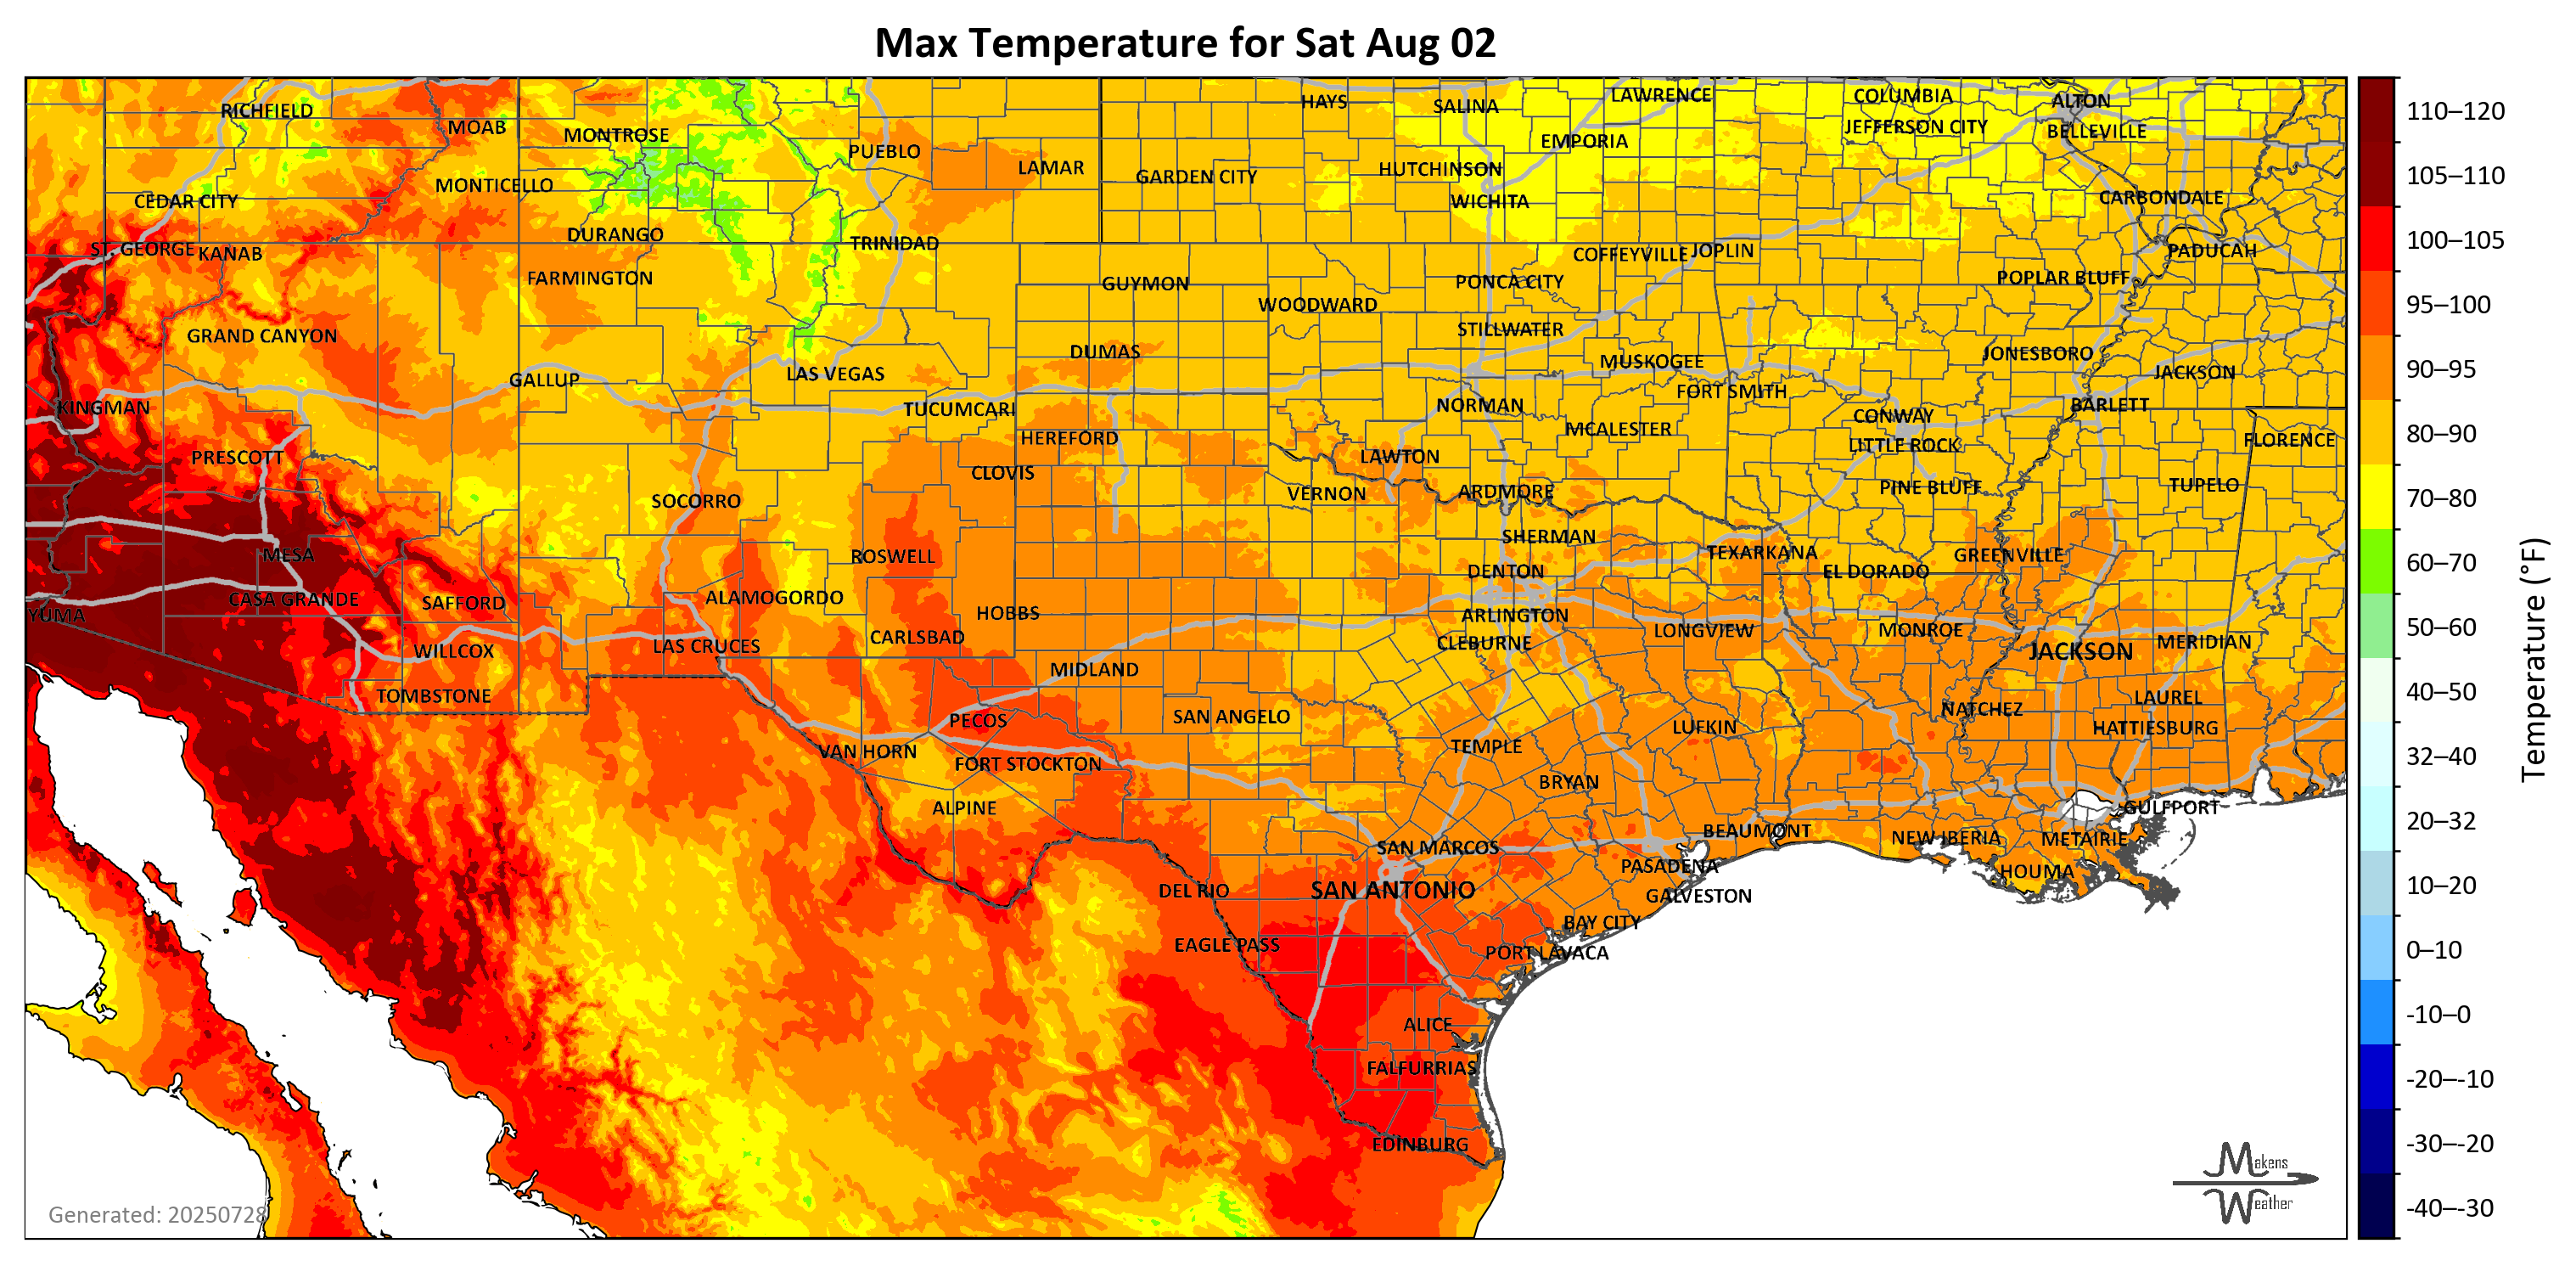 Max Temperature for Sat Aug 02
RICHFIELD
MOAB
MONTROSE
PUEBLO
LAMAR
HAYS
SALINA
LAWRENCE
COLUMBIA
ALTON
GARDEN CITY
HUTCHINSON
EMPORIA
JEFFERSON CITY
BELLEVILLE
CEDAR CITY
MONTICELLO
WICHITA
CARBONDALE
ST. GEORGE
KANAB
DURANGO
TRINIDAD
COFFEYVILLE
JOPLIN
PADUCAH
FARMINGTON
GUYMON
WOODWARD
PONCA CITY
POPLAR BLUFF
GRAND CANYON
DUMAS
STILLWATER
MUSKOGEE
JONESBORO
JACKSON
GALLUP
LAS VEGAS
FORT SMITH
KINGMAN
TUCUMCARI
NORMAN
CONWAY
BARLETT
HEREFORD
MCALESTER
LITTLE ROCK
FLORENCE
PRESCOTT
CLOVIS
LAWTON
SOCORRO
VERNON
ARDMORE
PINE BLUFF
TUPELO
MESA
ROSWELL
SHERMAN
TEXARKANA
GREENVILLE
DENTON
EL DORADO
YUMA
CASA GRANDE
SAFFORD
ALAMOGORDO
HOBBS
ARLINGTON
WILLCOX
LAS CRUCES
CARLSBAD
CLEBURNE
LONGVIEW
MONROE
JACKSON
MERIDIAN
TOMBSTONE
MIDLAND
PECOS
SAN ANGELO
LUFKIN
NATCHEZ
LAUREL
HATTIESBURG
VAN HORN
FORT STOCKTON
TEMPLE
BRYAN
ALPINE
BEAUMONT
GULFPORT
SAN MARCOS
NEW IBERIA
METAIRIE
DEL RIO
SAN ANTONIO
PASADENA
HOUMA
GALVESTON
EAGLE PASS
BAY CITY
PORT LAVACA
ALICE
FALFURRIAS
EDINBURG
Generated: 20250728
Makens
Weather
110–120
105–110
100–105
95–100
90–95
80–90
70–80
60–70
50–60
40–50
32–40
20–32
10–20
0–10
-10–0
-20–-10
-30–-20
-40–-30
Temperature (°F)